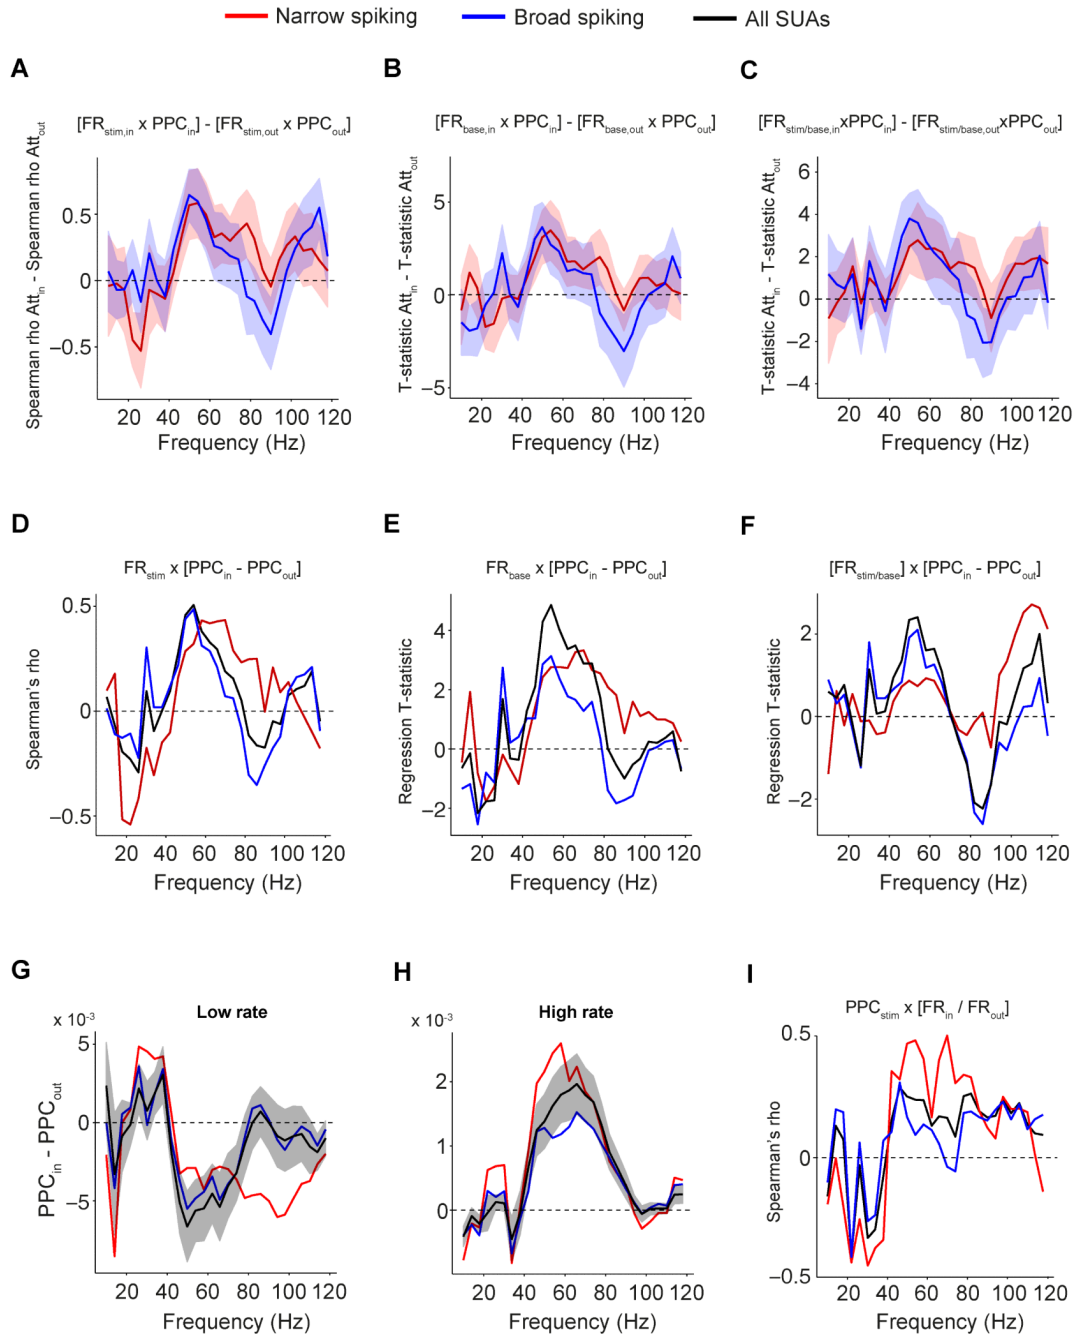 Narrow spiking Broad spiking All SUAs
A
B
C
[FRstim,in x PPCin] - [FRstim,out x PPCout]
[FRbase,in x PPCin] - [FRbase,out x PPCout]
[FRstim/base,inxPPCin] - [FRstim/base,outxPPCout]
Spearman rho Attin - Spearman rho Attout
0.5
0
−0.5
20 40 60 80 100 120
Frequency (Hz)
T-statistic Attin - T-statistic Attout
5
0
−5
20 40 60 80 100 120
Frequency (Hz)
T-statistic Attin - T-statistic Attout
6
4
2
0
−2
−4
20 40 60 80 100 120
Frequency (Hz)
D
E
F
FRstim x [PPCin - PPCout]
FRbase x [PPCin - PPCout]
[FRstim/base] x [PPCin - PPCout]
Spearman's rho
0.5
0
−0.5
20 40 60 80 100 120
Frequency (Hz)
Regression T-statistic
4
2
0
−2
20 40 60 80 100 120
Frequency (Hz)
Regression T-statistic
2
0
−2
20 40 60 80 100 120
Frequency (Hz)
G
H
I
Low rate
High rate
PPCstim x [FRin / FRout]
x 10-3
PPCin - PPCout
5
0
−5
20 40 60 80 100 120
Frequency (Hz)
x 10-3
2
1
0
20 40 60 80 100 120
Frequency (Hz)
Spearman's rho
0.5
0
−0.5
20 40 60 80 100 120
Frequency (Hz)